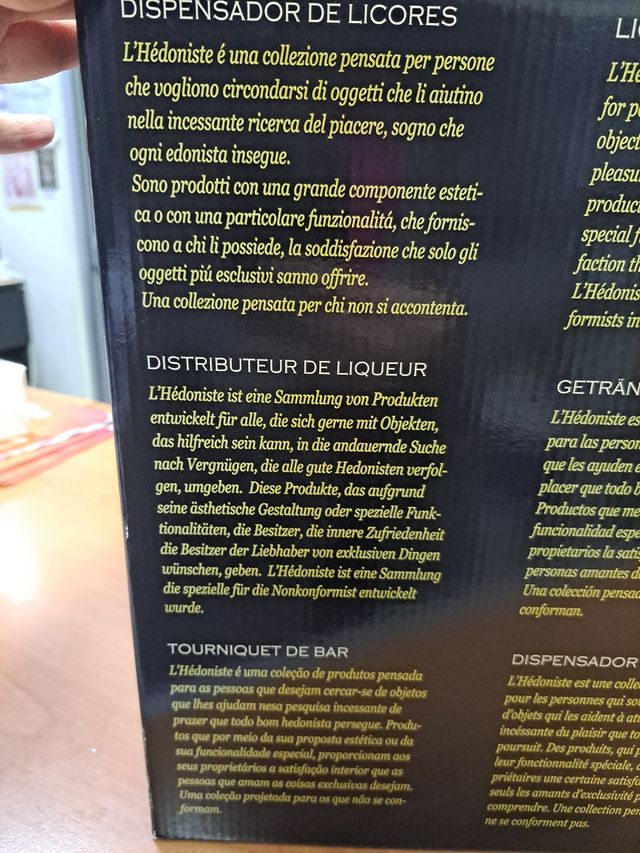 DISPENSADOR DE LICORES
L'Hédoniste é una collezione pensata per persone
che vogliono circondarsi di oggetti che li aiutino
nella incessante ricerca del piacere, sogno che
ogni edonista insegue.
Sono prodotti con una grande componente esteti-
ca o con una particolare funzionalitá, che fornis-
cono a chi li possiede, la soddisfazione che solo gli
oggetti piú esclusivi sanno offrire.
Una collezione pensata per chi non si accontenta.
DISTRIBUTEUR DE LIQUEUR
L'Hédoniste ist eine Sammlung von Produkten
entwickelt für alle, die sich gerne mit Objekten,
das hilfreich sein kann, in die andauernde Suche
nach Vergnügen, die alle gute Hedonisten verfol-
gen, umgeben. Diese Produkte, das aufgrund
seine ästhetische Gestaltung oder spezielle Funk-
tionalitäten, die Besitzer, die innere Zufriedenheit
die Besitzer der Liebhaber von exklusiven Dingen
wünschen, geben. L'Hédoniste ist eine Sammlung
die spezielle für die Nonkonformist entwickelt
wurde.
TOURNIQUET DE BAR
L'Hédoniste é uma coleção de produtos pensada
para as pessoas que desejam cercar-se de objetos
que lhes ajudam nesa pesquisa incessante de
prazer que todo bom hedonista persegue. Produ-
tos que por meio da sua proposta estética ou da
sua funcionalidade especial, proporcionam aos
seus proprietários a satisfação interior que as
pessoas que amam as coisas exclusivas desejam.
Uma coleção projetada para os que não se con-
formam.
for
object
pleasu
produc
special f
faction th
L'Hédonis
formists in
GETRÄN
L'Hédoniste es
para las person
que les ayuden e
placer que todo b
Productos que me
funcionalidad espe
propietarios la satis
personas amantes d
Una colección pensad
conforman.
DISPENSADOR
L'Hédoniste est une colle
pour les personnes qui so
d'objets qui les aident à at
incéssante du plaisir que to
poursuit. Des produits, qui p
leur fonctionnalité spéciale, o
priétaires une certaine satisf
seuls les amants d'exclusivité p
comprendre. Une collection pen
ne se conforment pas.